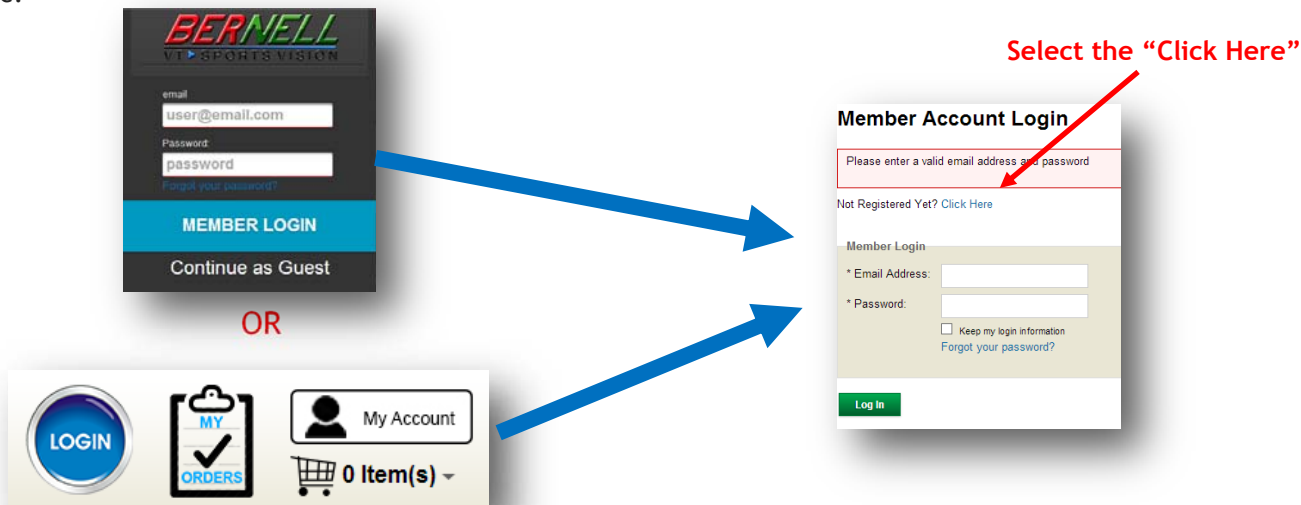 e.
BERNELL
VT SPORTS VISION
email
user@email.com
Password:
password
Forgot your password?
MEMBER LOGIN
Continue as Guest
OR
LOGIN
MY
ORDERS
My Account
0 Item(s)
Select the “Click Here”
Member Account Login
Please enter a valid email address and password
Not Registered Yet? Click Here
Member Login
* Email Address:
* Password:
Keep my login information
Forgot your password?
Log In